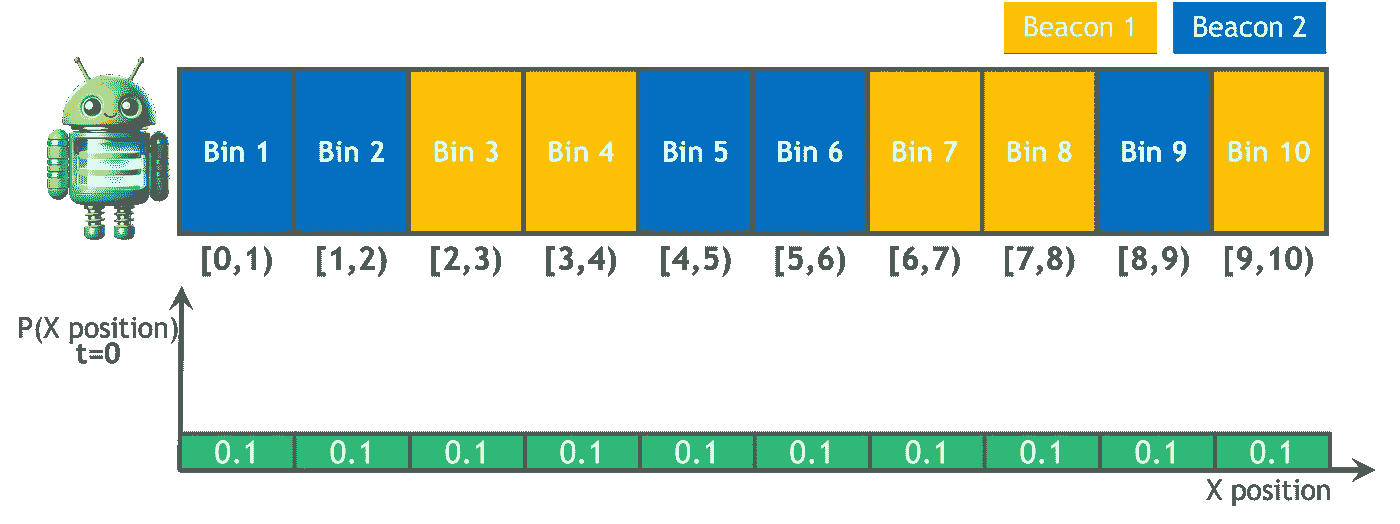 Beacon 1 Beacon 2
Bin 1 Bin 2 Bin 3 Bin 4 Bin 5 Bin 6 Bin 7 Bin 8 Bin 9 Bin 10
[0,1) [1,2) [2,3) [3,4) [4,5) [5,6) [6,7) [7,8) [8,9) [9,10)
P(X position)
t=0
0.1 0.1 0.1 0.1 0.1 0.1 0.1 0.1 0.1 0.1
X position